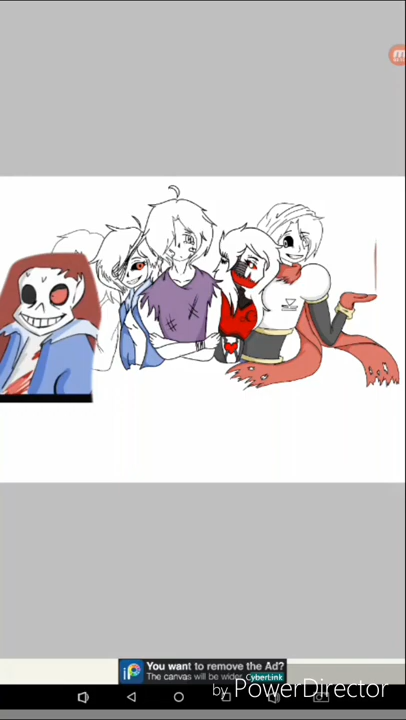 You want to remove the Ad?
The canvas will be wider.
CyberLink
by PowerDirector